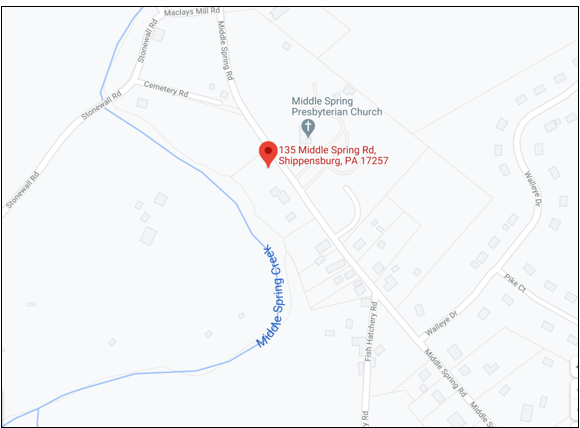 Maclays Mill Rd
Stonewall Rd
Middle Spring Rd
Cemetery Rd
Stonewall Rd
Middle Spring
Presbyterian Church
135 Middle Spring Rd,
Shippensburg, PA 17257
Stonewall Rd
Walleye Dr
Middle Spring Creek
Pike Ct
Walleye Dr
Fish Hatchery Rd
Middle Spring Rd
Middle S
ry Rd